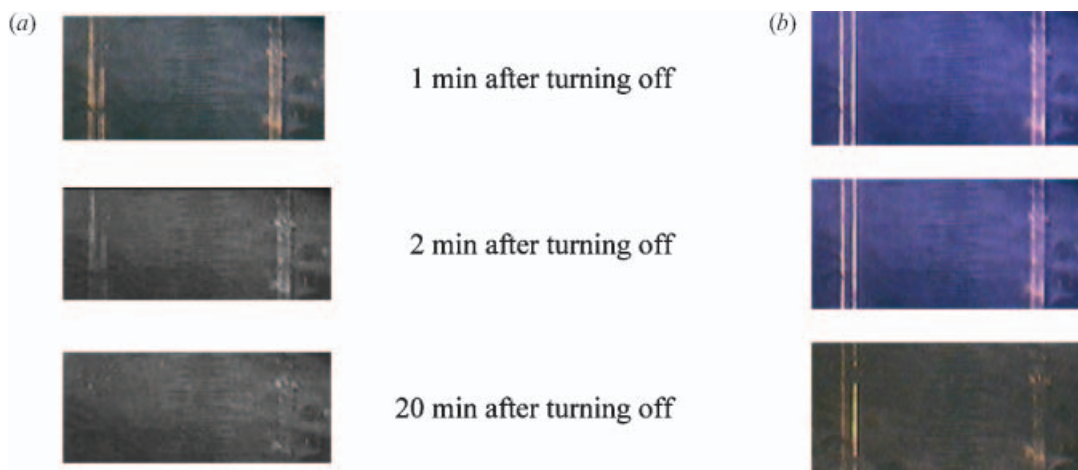 (a)
(b)
1 min after turning off
2 min after turning off
20 min after turning off